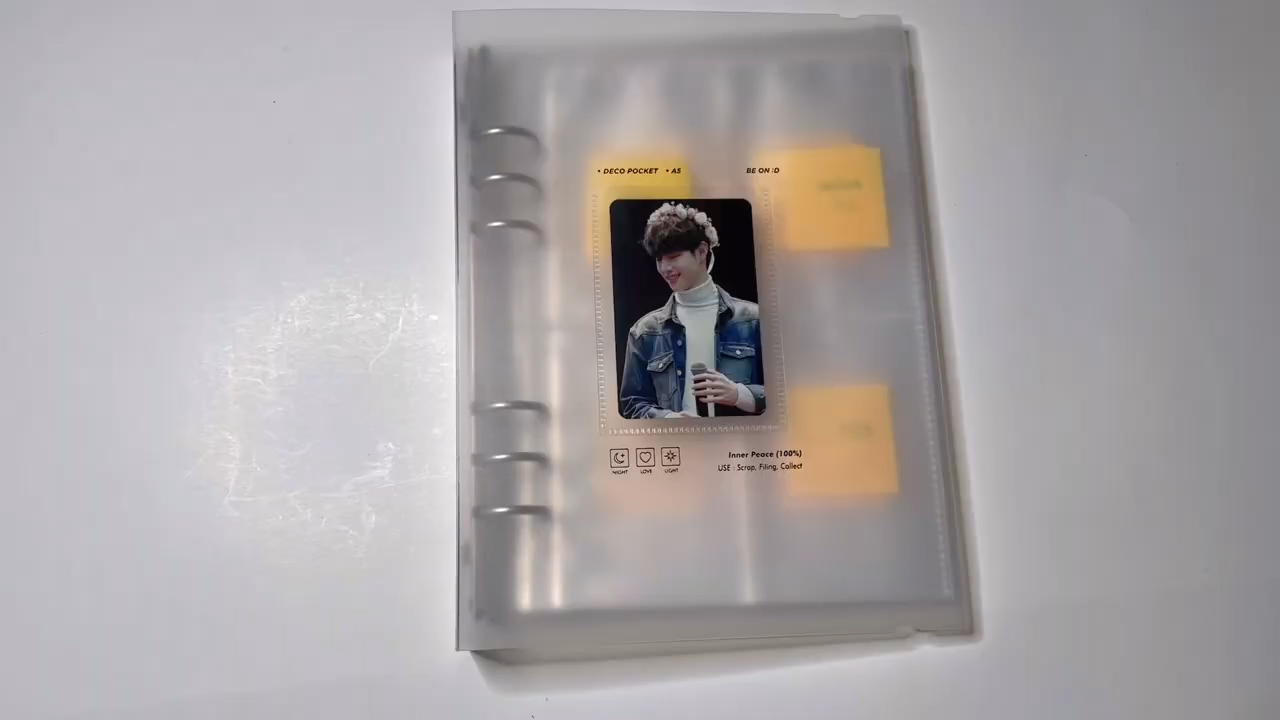 • DECO POCKET • A5
BE ON :D
NIGHT LOVE LIGHT
Inner Peace (100%)
USE : Scrap, Filing, Collect